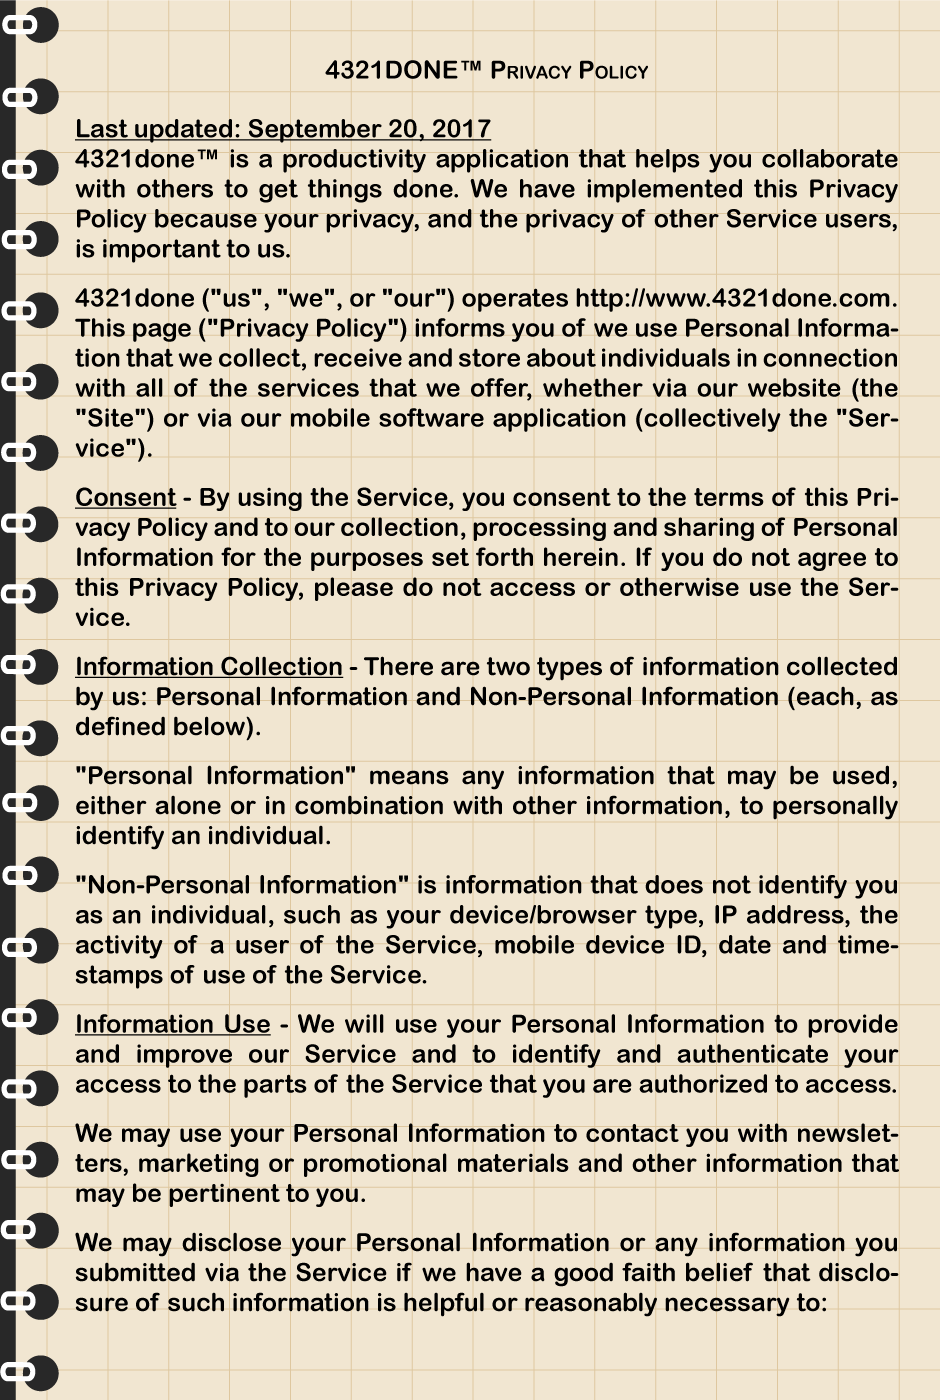 4321DONE™ PRIVACY POLICY
Last updated: September 20, 2017
4321done™ is a productivity application that helps you collaborate
with others to get things done. We have implemented this Privacy
Policy because your privacy, and the privacy of other Service users,
is important to us.
4321done ("us", "we", or "our") operates http://www.4321done.com.
This page ("Privacy Policy") informs you of we use Personal Informa-
tion that we collect, receive and store about individuals in connection
with all of the services that we offer, whether via our website (the
"Site") or via our mobile software application (collectively the "Ser-
vice").
Consent - By using the Service, you consent to the terms of this Pri-
vacy Policy and to our collection, processing and sharing of Personal
Information for the purposes set forth herein. If you do not agree to
this Privacy Policy, please do not access or otherwise use the Ser-
vice.
Information Collection - There are two types of information collected
by us: Personal Information and Non-Personal Information (each, as
defined below).
"Personal Information" means any information that may be used,
either alone or in combination with other information, to personally
identify an individual.
"Non-Personal Information" is information that does not identify you
as an individual, such as your device/browser type, IP address, the
activity of a user of the Service, mobile device ID, date and time-
stamps of use of the Service.
Information Use - We will use your Personal Information to provide
and improve our Service and to identify and authenticate your
access to the parts of the Service that you are authorized to access.
We may use your Personal Information to contact you with newslet-
ters, marketing or promotional materials and other information that
may be pertinent to you.
We may disclose your Personal Information or any information you
submitted via the Service if we have a good faith belief that disclo-
sure of such information is helpful or reasonably necessary to: